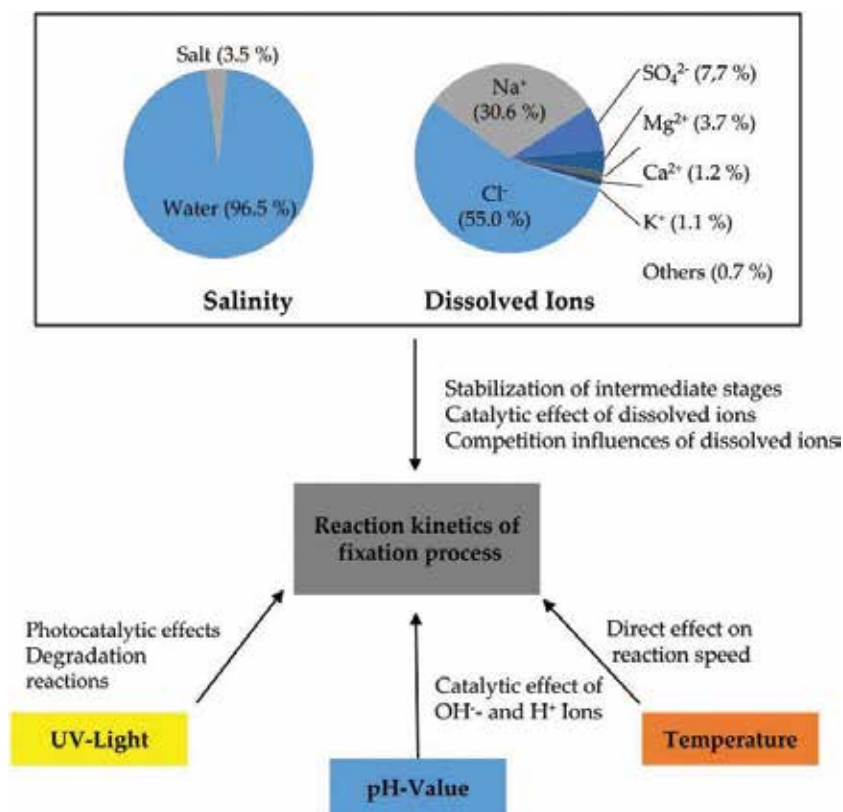 Salt (3.5 %)
Water (96.5 %)
Salinity
Na⁺
(30.6 %)
Cl⁻
(55.0 %)
SO₄²⁻ (7,7 %)
Mg²⁺ (3.7 %)
Ca²⁺ (1.2 %)
K⁺ (1.1 %)
Others (0.7 %)
Dissolved Ions
Stabilization of intermediate stages
Catalytic effect of dissolved ions
Competition influences of dissolved ions
Reaction kinetics of
fixation process
Photocatalytic effects
Degradation
reactions
UV-Light
Catalytic effect of
OH⁻- and H⁺ Ions
pH-Value
Direct effect on
reaction speed
Temperature